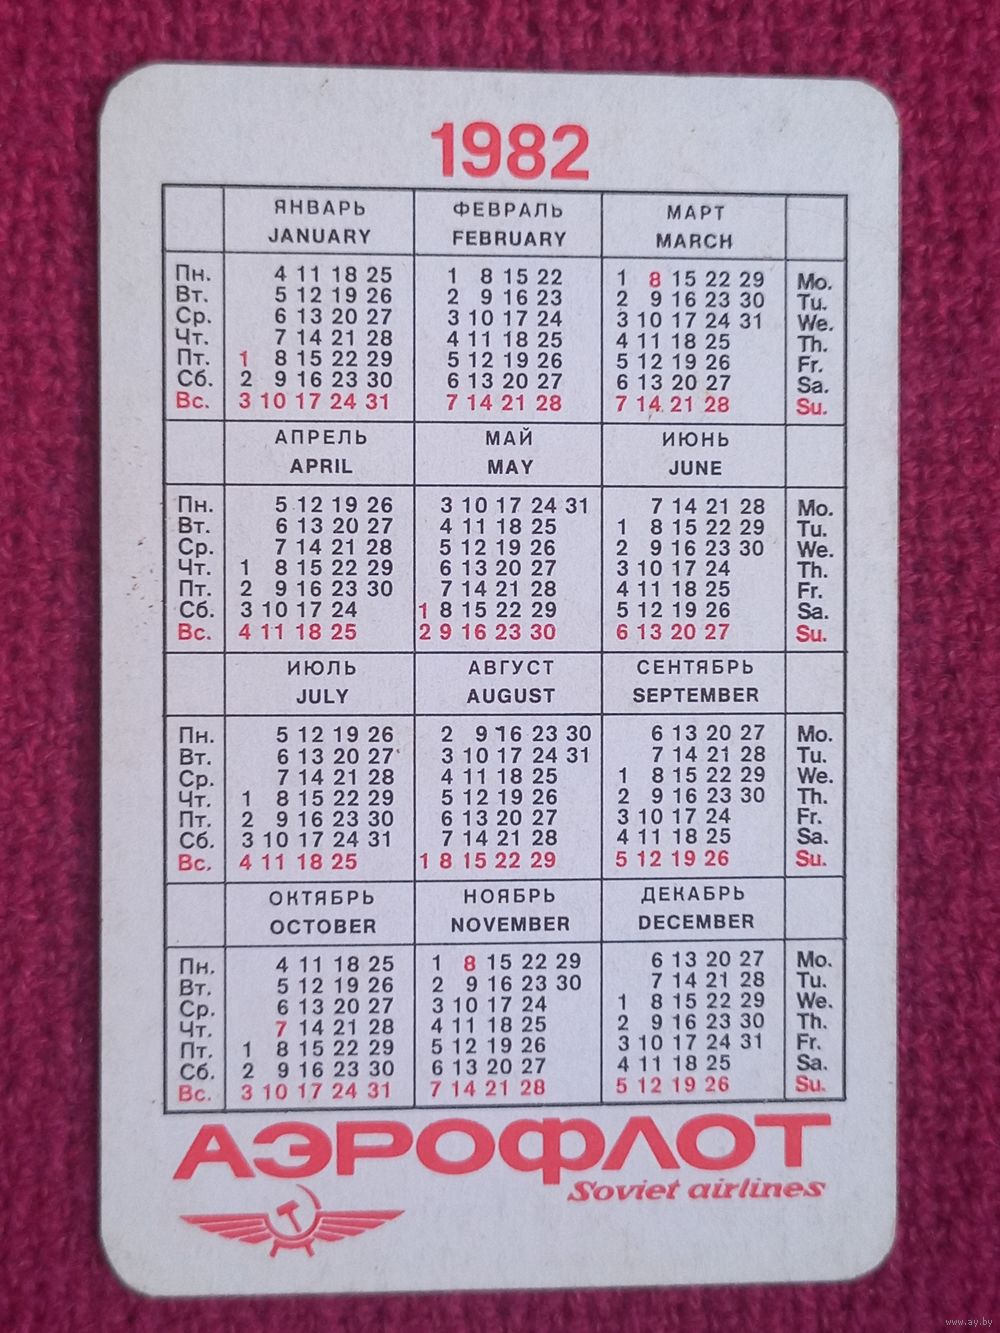 1982
ЯНВАРЬ ФЕВРАЛЬ МАРТ
JANUARY FEBRUARY MARCH
Пн. 4 11 18 25 1 8 15 22 1 8 15 22 29 Mo.
Вт. 5 12 19 26 2 9 16 23 2 9 16 23 30 Tu.
Ср. 6 13 20 27 3 10 17 24 3 10 17 24 31 We.
Чт. 7 14 21 28 4 11 18 25 4 11 18 25 Th.
Пт. 1 8 15 22 29 5 12 19 26 5 12 19 26 Fr.
Сб. 2 9 16 23 30 6 13 20 27 6 13 20 27 Sa.
Вс. 3 10 17 24 31 7 14 21 28 7 14 21 28 Su.
АПРЕЛЬ МАЙ ИЮНЬ
APRIL MAY JUNE
Пн. 5 12 19 26 3 10 17 24 31 7 14 21 28 Mo.
Вт. 6 13 20 27 4 11 18 25 1 8 15 22 29 Tu.
Ср. 7 14 21 28 5 12 19 26 2 9 16 23 30 We.
Чт. 1 8 15 22 29 6 13 20 27 3 10 17 24 Th.
Пт. 2 9 16 23 30 7 14 21 28 4 11 18 25 Fr.
Сб. 3 10 17 24 1 8 15 22 29 5 12 19 26 Sa.
Вс. 4 11 18 25 2 9 16 23 30 6 13 20 27 Su.
ИЮЛЬ АВГУСТ СЕНТЯБРЬ
JULY AUGUST SEPTEMBER
Пн. 5 12 19 26 2 9 16 23 30 6 13 20 27 Mo.
Вт. 6 13 20 27 3 10 17 24 31 7 14 21 28 Tu.
Ср. 7 14 21 28 4 11 18 25 1 8 15 22 29 We.
Чт. 1 8 15 22 29 5 12 19 26 2 9 16 23 30 Th.
Пт. 2 9 16 23 30 6 13 20 27 3 10 17 24 Fr.
Сб. 3 10 17 24 31 7 14 21 28 4 11 18 25 Sa.
Вс. 4 11 18 25 1 8 15 22 29 5 12 19 26 Su.
ОКТЯБРЬ НОЯБРЬ ДЕКАБРЬ
OCTOBER NOVEMBER DECEMBER
Пн. 4 11 18 25 1 8 15 22 29 6 13 20 27 Mo.
Вт. 5 12 19 26 2 9 16 23 30 7 14 21 28 Tu.
Ср. 6 13 20 27 3 10 17 24 1 8 15 22 29 We.
Чт. 7 14 21 28 4 11 18 25 2 9 16 23 30 Th.
Пт. 1 8 15 22 29 5 12 19 26 3 10 17 24 31 Fr.
Сб. 2 9 16 23 30 6 13 20 27 4 11 18 25 Sa.
Вс. 3 10 17 24 31 7 14 21 28 5 12 19 26 Su.
АЭРОФЛОТ
Soviet airlines
www.ay.by